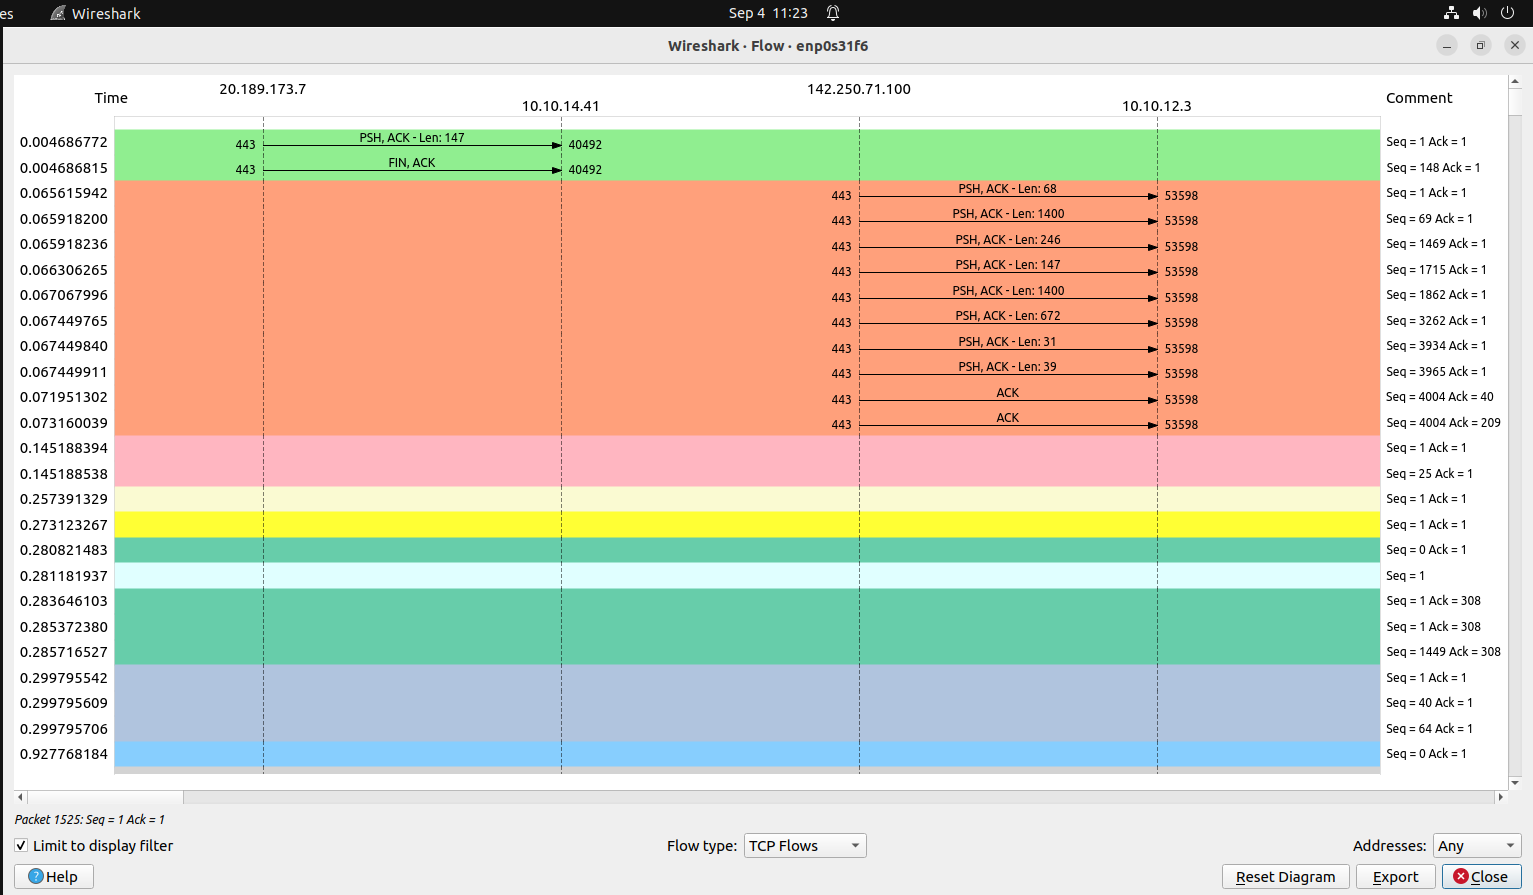 es Wireshark Sep 4 11:23
Wireshark · Flow · enp0s31f6
20.189.173.7 142.250.71.100
Time Comment
10.10.14.41 10.10.12.3
0.004686772 443 PSH, ACK - Len: 147 40492 Seq = 1 Ack = 1
0.004686815 443 FIN, ACK 40492 Seq = 148 Ack = 1
0.065615942 443 PSH, ACK - Len: 68 53598 Seq = 1 Ack = 1
0.065918200 443 PSH, ACK - Len: 1400 53598 Seq = 69 Ack = 1
0.065918236 443 PSH, ACK - Len: 246 53598 Seq = 1469 Ack = 1
0.066306265 443 PSH, ACK - Len: 147 53598 Seq = 1715 Ack = 1
0.067067996 443 PSH, ACK - Len: 1400 53598 Seq = 1862 Ack = 1
0.067449765 443 PSH, ACK - Len: 672 53598 Seq = 3262 Ack = 1
0.067449840 443 PSH, ACK - Len: 31 53598 Seq = 3934 Ack = 1
0.067449911 443 PSH, ACK - Len: 39 53598 Seq = 3965 Ack = 1
0.071951302 443 ACK 53598 Seq = 4004 Ack = 40
0.073160039 443 ACK 53598 Seq = 4004 Ack = 209
0.145188394 Seq = 1 Ack = 1
0.145188538 Seq = 25 Ack = 1
0.257391329 Seq = 1 Ack = 1
0.273123267 Seq = 1 Ack = 1
0.280821483 Seq = 0 Ack = 1
0.281181937 Seq = 1
0.283646103 Seq = 1 Ack = 308
0.285372380 Seq = 1 Ack = 308
0.285716527 Seq = 1449 Ack = 308
0.299795542 Seq = 1 Ack = 1
0.299795609 Seq = 40 Ack = 1
0.299795706 Seq = 64 Ack = 1
0.927768184 Seq = 0 Ack = 1
Packet 1525: Seq = 1 Ack = 1
Limit to display filter Flow type: TCP Flows Addresses: Any
Help Reset Diagram Export Close